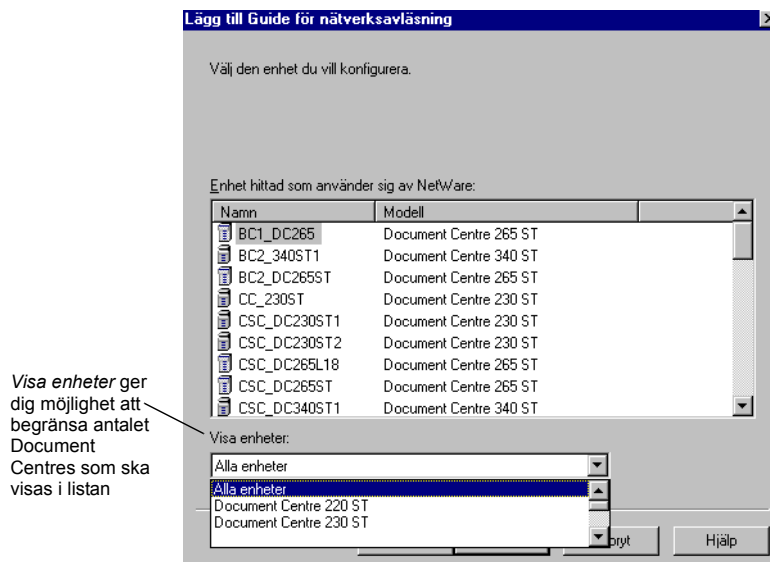 Lägg till Guide för nätverksavläsning
Välj den enhet du vill konfigurera.
Enhet hittad som använder sig av NetWare:
Namn Modell
BC1_DC265 Document Centre 265 ST
BC2_340ST1 Document Centre 340 ST
BC2_DC265ST Document Centre 265 ST
CC_230ST Document Centre 230 ST
CSC_DC230ST1 Document Centre 230 ST
CSC_DC230ST2 Document Centre 230 ST
CSC_DC265L18 Document Centre 265 ST
CSC_DC265ST Document Centre 265 ST
CSC_DC340ST1 Document Centre 340 ST
Visa enheter ger
dig möjlighet att
begränsa antalet
Document
Centres som ska
visas i listan
Visa enheter:
Alla enheter
Alla enheter
Document Centre 220 ST
Document Centre 230 ST
Hjälp